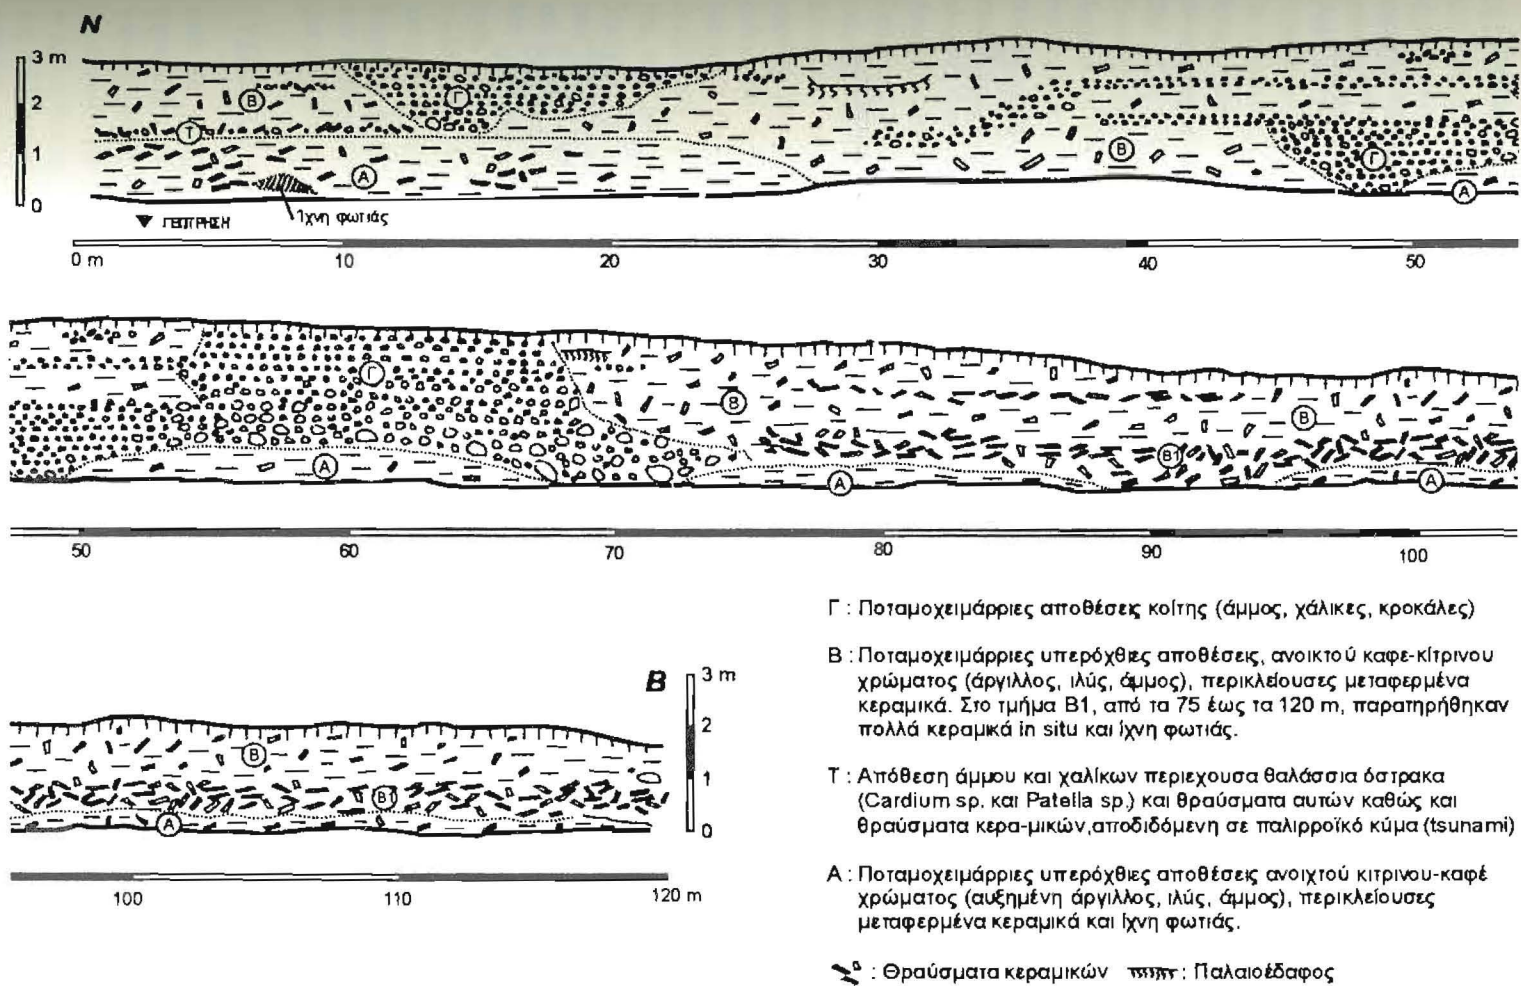 N
3 m
2
1
0
Β
Γ
Τ
Α
Β
Γ
Α
ΓΕΩΤΡΗΣΗ
Ίχνη φωτιάς
0 m 10 20 30 40 50
Γ
Β
Β
Α
Α
Β1
Α
50 60 70 80 90 100
B
3 m
2
1
0
Β
Β1
Α
100 110 120 m
Γ : Ποταμοχειμάρριες αποθέσεις κοίτης (άμμος, χάλικες, κροκάλες)
Β : Ποταμοχειμάρριες υπερόχθιες αποθέσεις, ανοικτού καφε-κίτρινου
χρώματος (άργιλλος, ιλύς, άμμος), περικλείουσες μεταφερμένα
κεραμικά. Στο τμήμα Β1, από τα 75 έως τα 120 m, παρατηρήθηκαν
πολλά κεραμικά in situ και ίχνη φωτιάς.
Τ : Απόθεση άμμου και χαλίκων περιεχουσα θαλάσσια όστρακα
(Cardium sp. και Patella sp.) και θραύσματα αυτών καθώς και
θραύσματα κερα-μικών,αποδιδόμενη σε παλιρροϊκό κύμα (tsunami)
Α : Ποταμοχειμάρριες υπερόχθιες αποθέσεις ανοιχτού κιτρινου-καφέ
χρώματος (αυξημένη άργιλλος, ιλύς, άμμος), περικλείουσες
μεταφερμένα κεραμικά και ίχνη φωτιάς.
: Θραύσματα κεραμικών : Παλαιοέδαφος